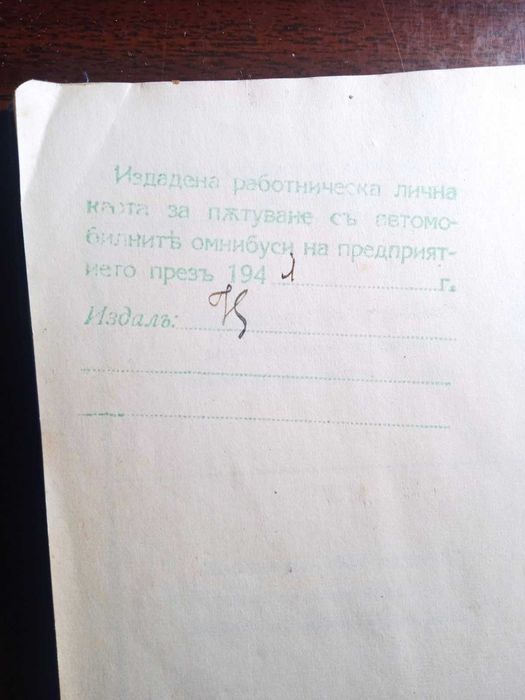 Издадена работническа лична
карта за пѫтуване съ автомо-
билнитѣ омнибуси на предприят-
ието презъ 194 1 г.
Издалъ: